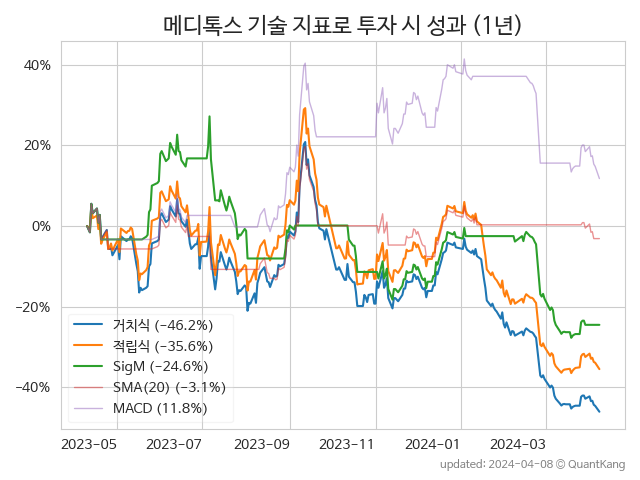 메디톡스 기술 지표로 투자 시 성과 (1년)
40%
20%
0%
−20%
−40%
거치식 (−46.2%)
적립식 (−35.6%)
SigM (−24.6%)
SMA(20) (−3.1%)
MACD (11.8%)
2023-05 2023-07 2023-09 2023-11 2024-01 2024-03
updated: 2024-04-08 © QuantKang